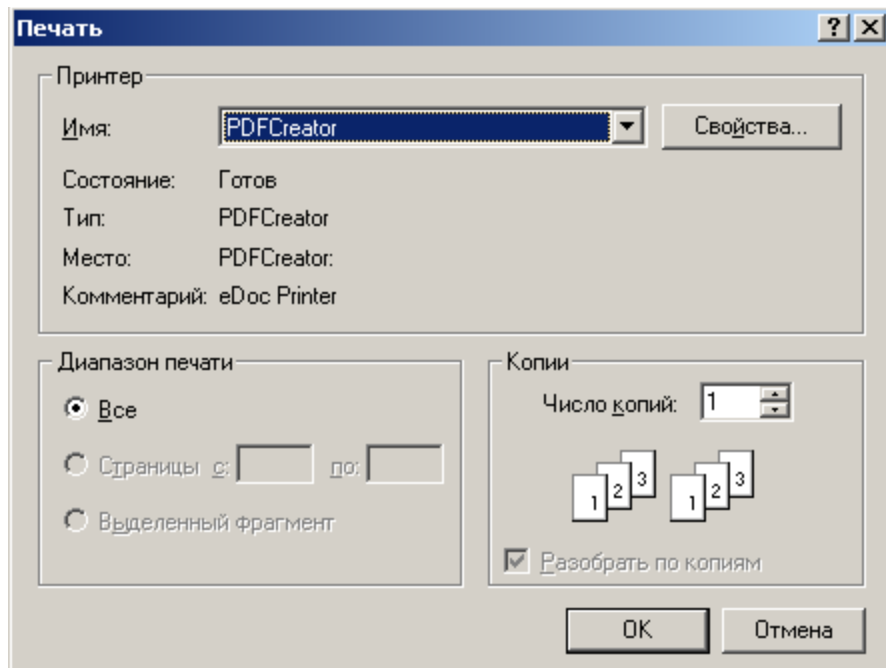 Печать
Принтер
Имя: PDFCreator Свойства...
Состояние: Готов
Тип: PDFCreator
Место: PDFCreator:
Комментарий: eDoc Printer
Диапазон печати
Все
Страницы с: по:
Выделенный фрагмент
Копии
Число копий: 1
1 2 3 1 2 3
Разобрать по копиям
OK Отмена